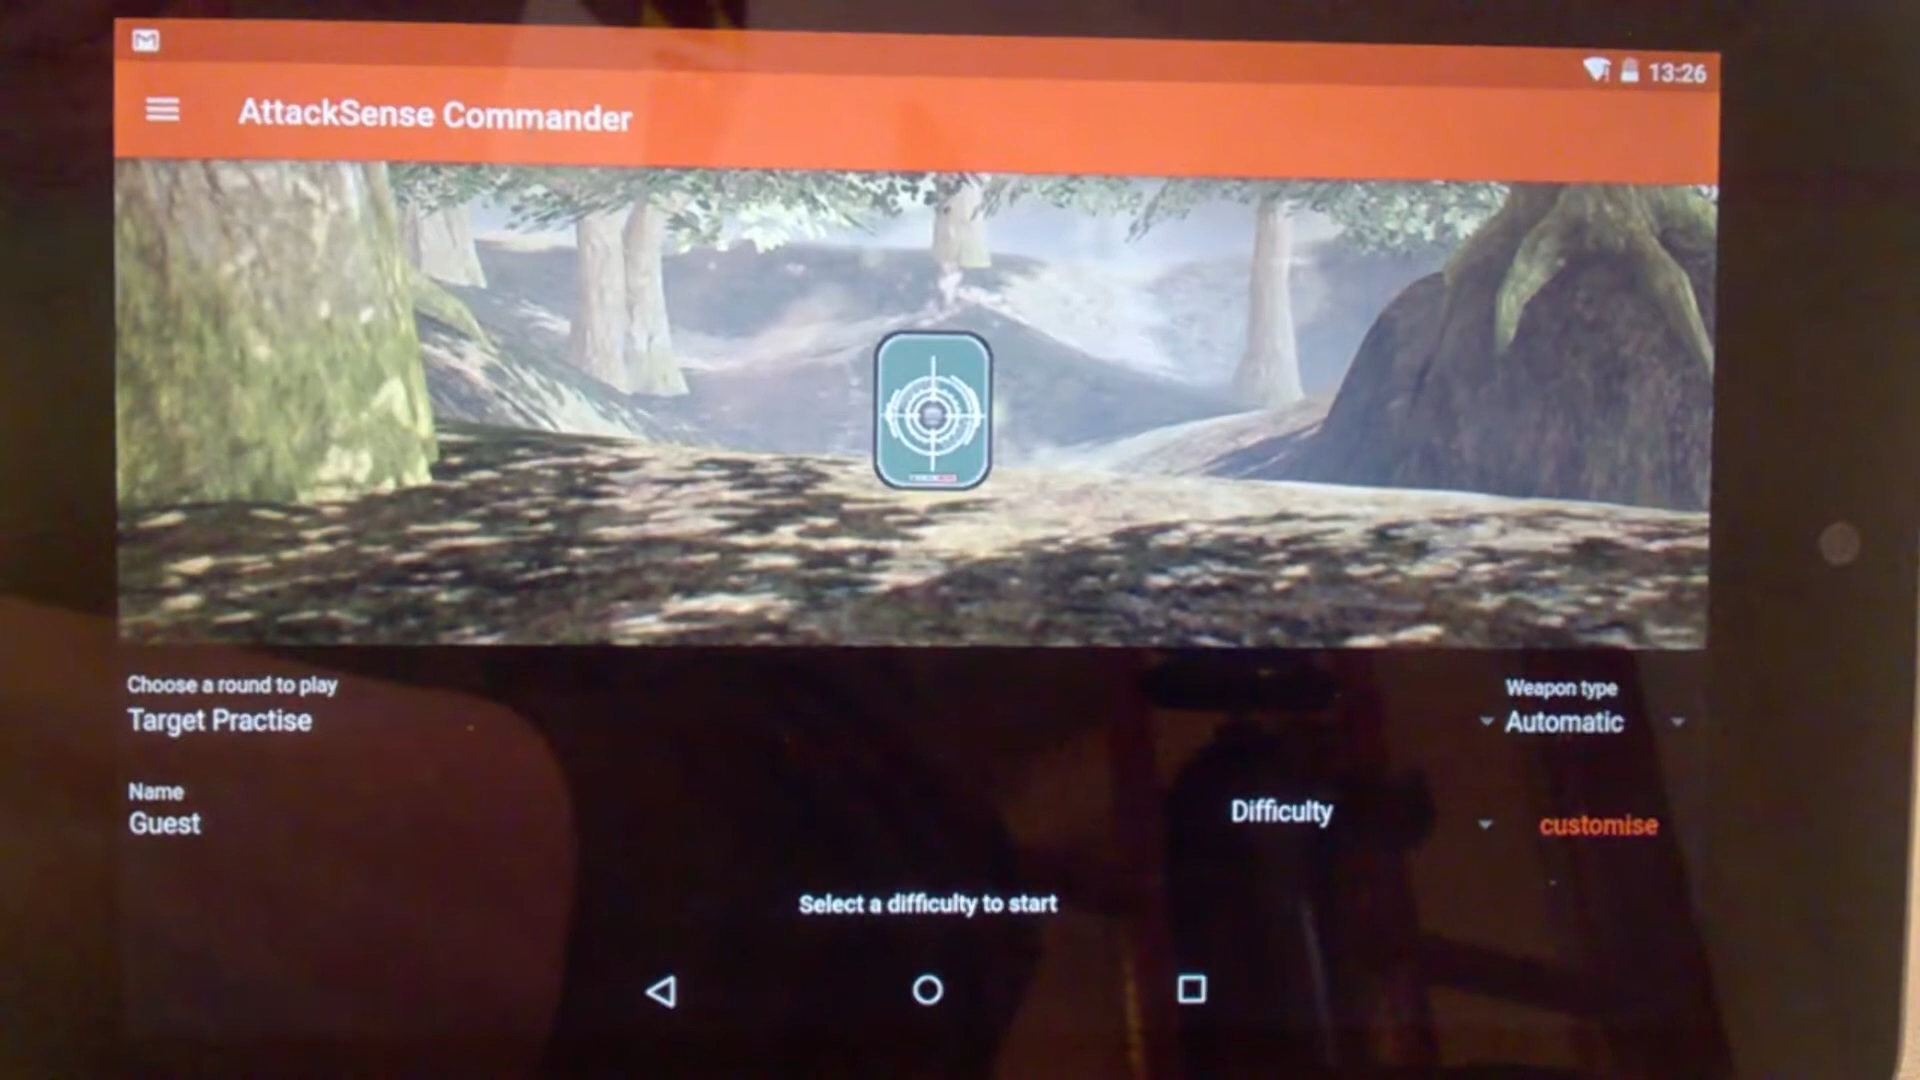 13:26
AttackSense Commander
Choose a round to play
Target Practise
Weapon type
Automatic
Name
Guest
Difficulty
customise
Select a difficulty to start